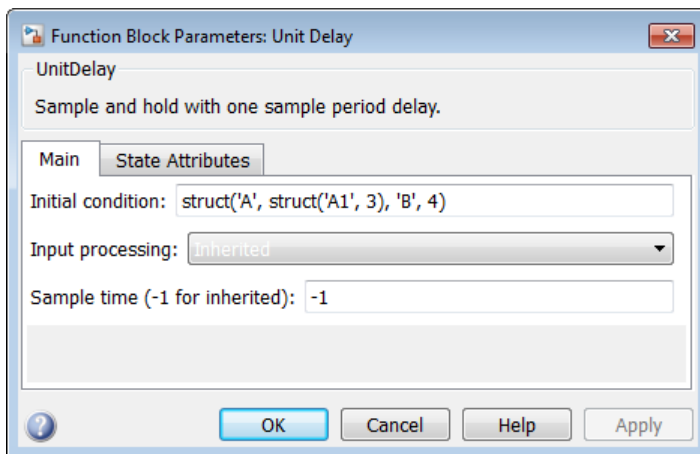 Function Block Parameters: Unit Delay
UnitDelay
Sample and hold with one sample period delay.
Main State Attributes
Initial condition: struct('A', struct('A1', 3), 'B', 4)
Input processing: Inherited
Sample time (-1 for inherited): -1
? OK Cancel Help Apply